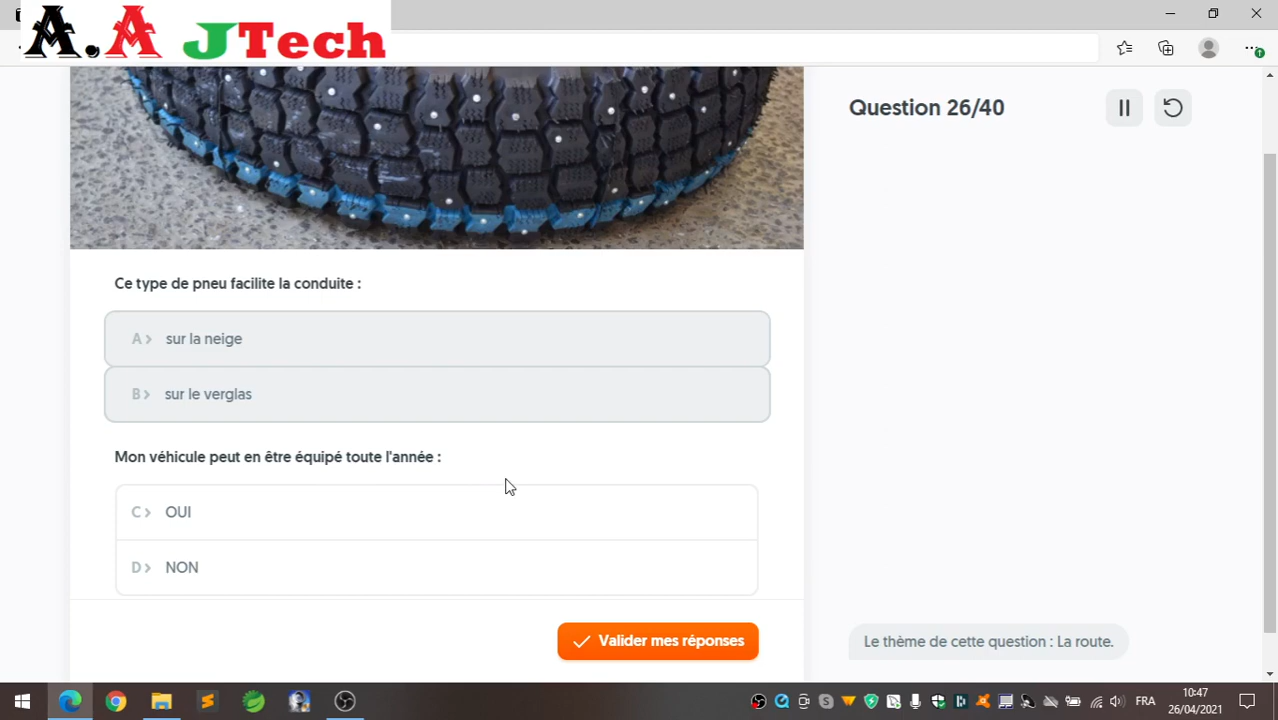 A.A JTech
Question 26/40
Ce type de pneu facilite la conduite :
A > sur la neige
B > sur le verglas
Mon véhicule peut en être équipé toute l'année :
C > OUI
D > NON
Valider mes réponses
Le thème de cette question : La route.
FRA
10:47
26/04/2021